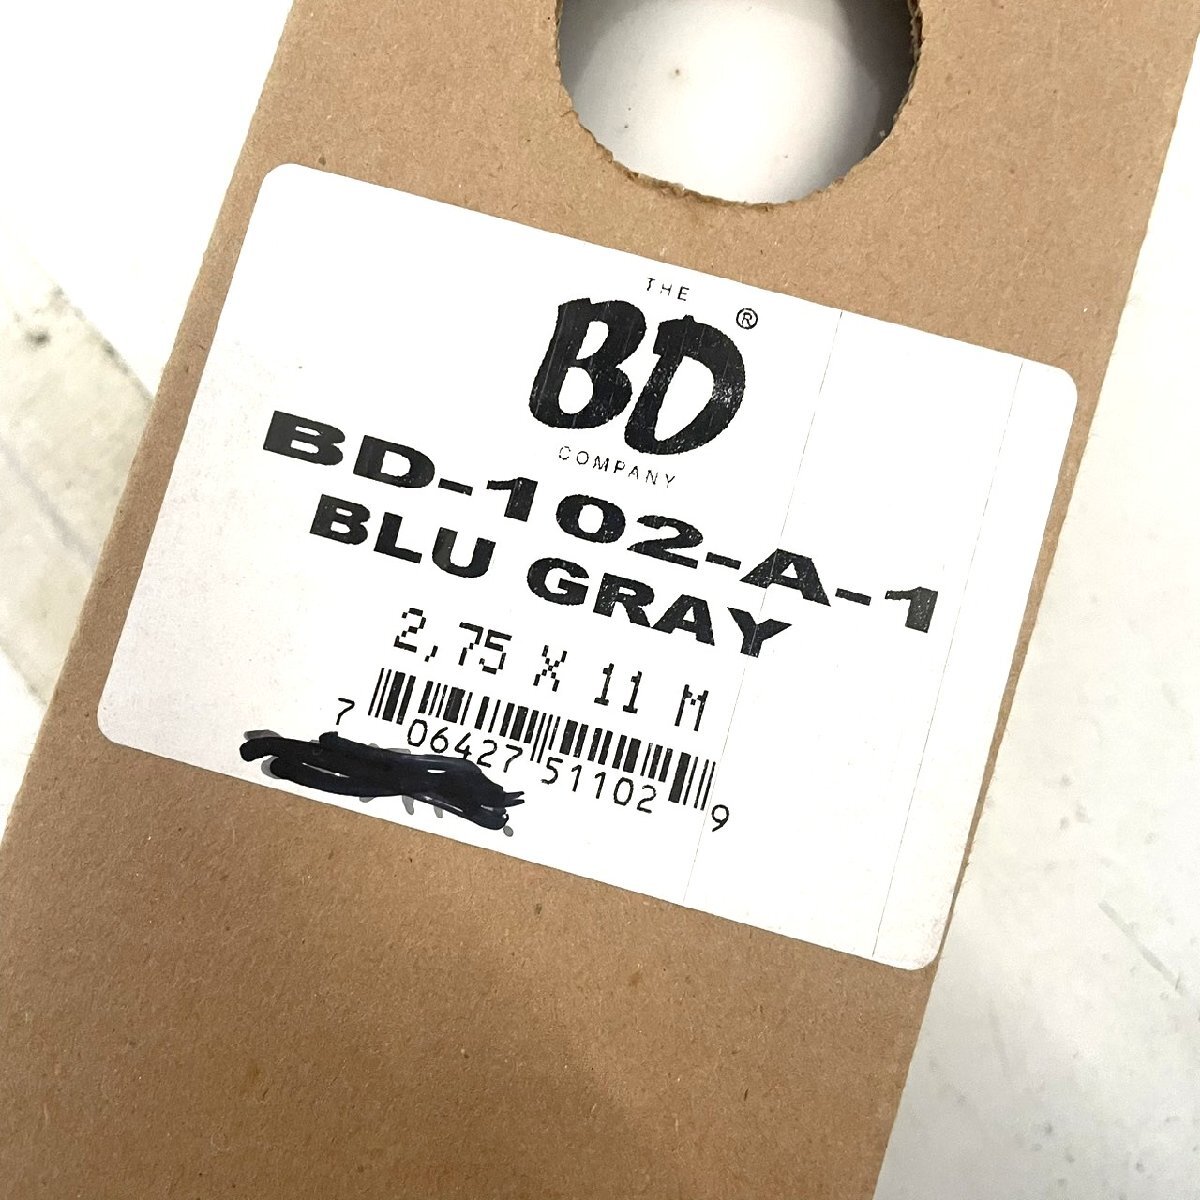 THE
BD®
COMPANY
BD-102-A-1
BLU GRAY
2,75 X 11 M
7 06427 51102 9